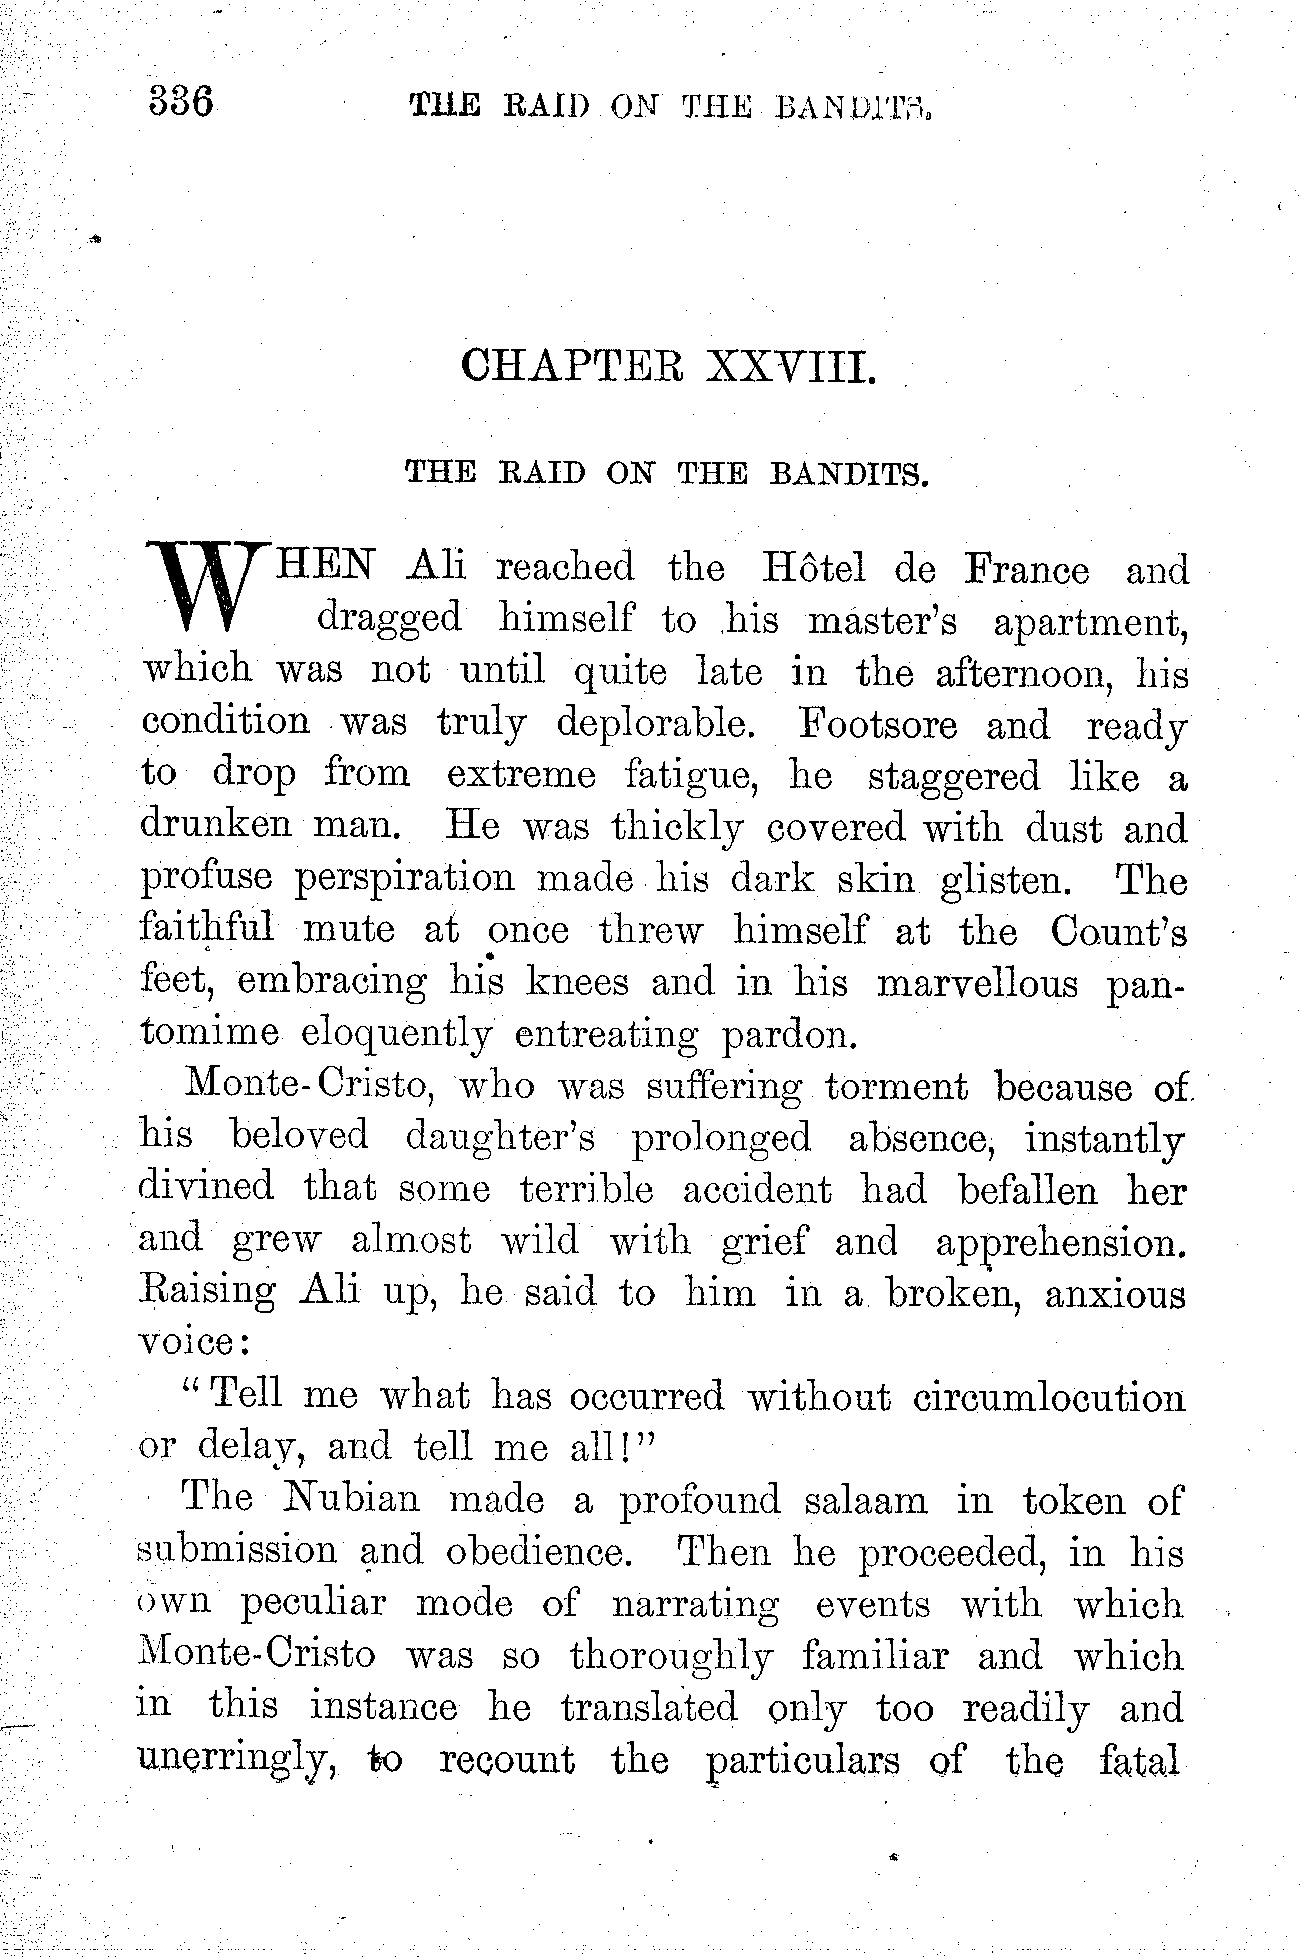 336 THE RAID ON THE BANDITS.
CHAPTER XXVIII.
THE RAID ON THE BANDITS.
WHEN Ali reached the Hôtel de France and
dragged himself to his master's apartment,
which was not until quite late in the afternoon, his
condition was truly deplorable. Footsore and ready
to drop from extreme fatigue, he staggered like a
drunken man. He was thickly covered with dust and
profuse perspiration made his dark skin glisten. The
faithful mute at once threw himself at the Count's
feet, embracing his knees and in his marvellous pan-
tomime eloquently entreating pardon.
Monte-Cristo, who was suffering torment because of
his beloved daughter's prolonged absence, instantly
divined that some terrible accident had befallen her
and grew almost wild with grief and apprehension.
Raising Ali up, he said to him in a broken, anxious
voice:
"Tell me what has occurred without circumlocution
or delay, and tell me all!"
The Nubian made a profound salaam in token of
submission and obedience. Then he proceeded, in his
own peculiar mode of narrating events with which
Monte-Cristo was so thoroughly familiar and which
in this instance he translated only too readily and
unerringly, to recount the particulars of the fatal